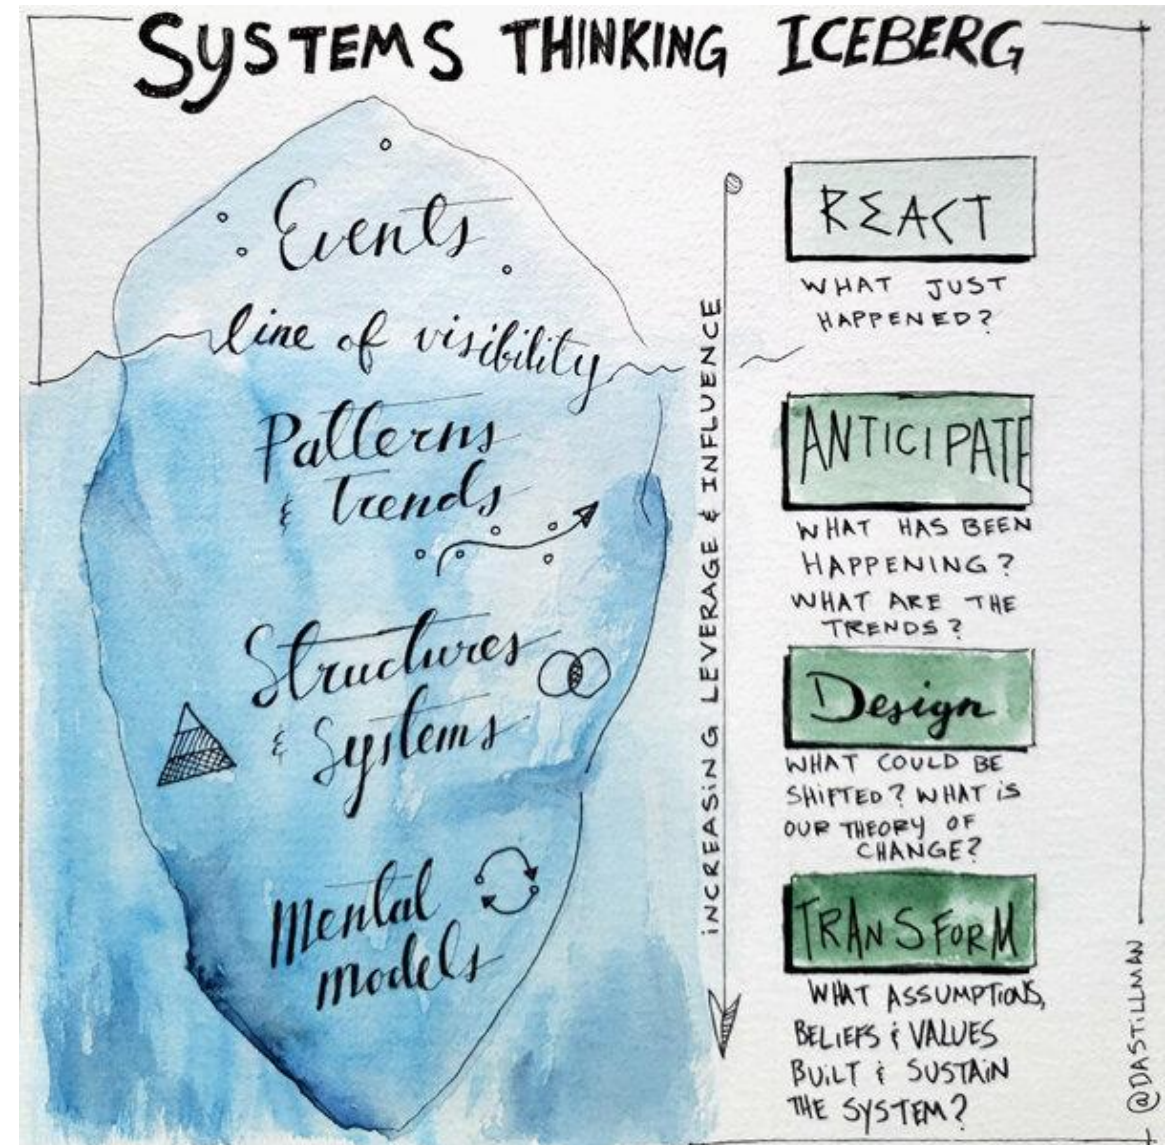 SYSTEMS THINKING ICEBERG
Events
line of visibility
Patterns
& trends
Structures
& Systems
Mental
models
INCREASING LEVERAGE & INFLUENCE
REACT
WHAT JUST
HAPPENED?
ANTICIPATE
WHAT HAS BEEN
HAPPENING?
WHAT ARE THE
TRENDS?
Design
WHAT COULD BE
SHIFTED? WHAT IS
OUR THEORY OF
CHANGE?
TRANSFORM
WHAT ASSUMPTIONS,
BELIEFS & VALUES
BUILT & SUSTAIN
THE SYSTEM?
@DASTILLMAN